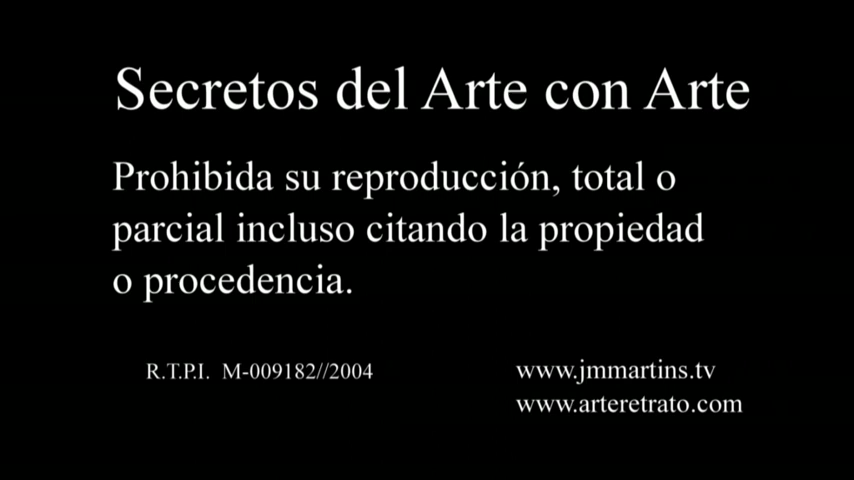 Secretos del Arte con Arte
Prohibida su reproducción, total o
parcial incluso citando la propiedad
o procedencia.
R.T.P.I. M-009182//2004
www.jmmartins.tv
www.arteretrato.com